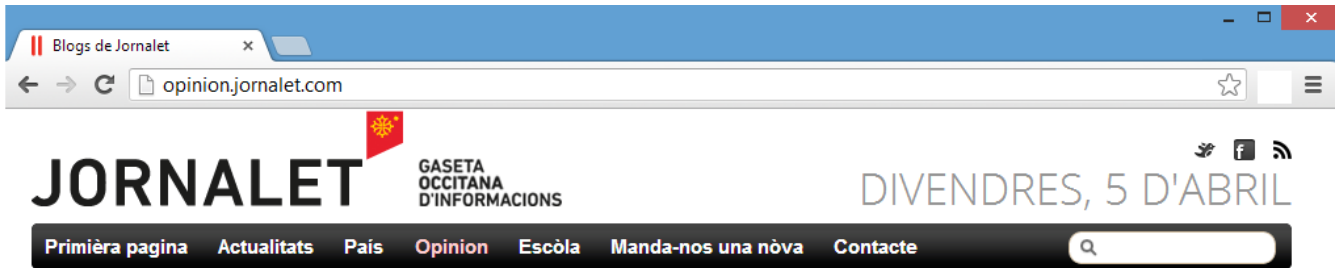 Blogs de Jornalet
opinion.jornalet.com
JORNALET
GASETA
OCCITANA
D'INFORMACIONS
DIVENDRES, 5 D'ABRIL
Primièra pagina Actualitats País Opinion Escòla Manda-nos una nòva Contacte